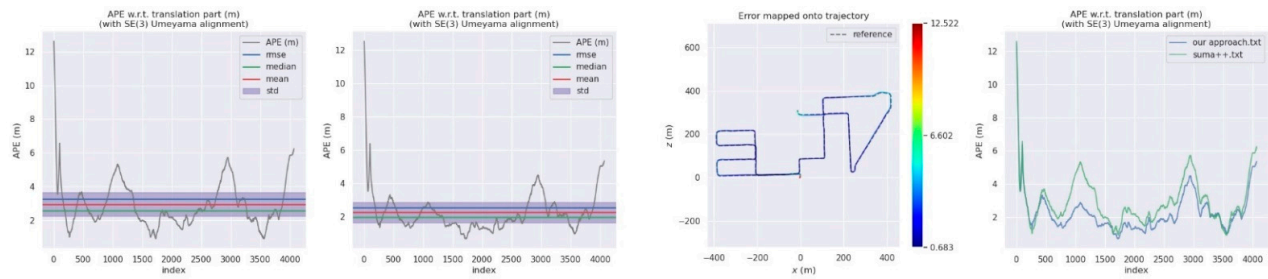 APE w.r.t. translation part (m)
(with SE(3) Umeyama alignment)
APE (m)
12
10
8
6
4
2
0 500 1000 1500 2000 2500 3000 3500 4000
index
APE (m)
rmse
median
mean
std
APE w.r.t. translation part (m)
(with SE(3) Umeyama alignment)
APE (m)
12
10
8
6
4
2
0 500 1000 1500 2000 2500 3000 3500 4000
index
APE (m)
rmse
median
mean
std
Error mapped onto trajectory
z (m)
600
400
200
0
−200
−400 −200 0 200 400
x (m)
reference
12.522
6.602
0.683
APE w.r.t. translation part (m)
(with SE(3) Umeyama alignment)
APE (m)
12
10
8
6
4
2
0 500 1000 1500 2000 2500 3000 3500 4000
index
our approach.txt
suma++.txt